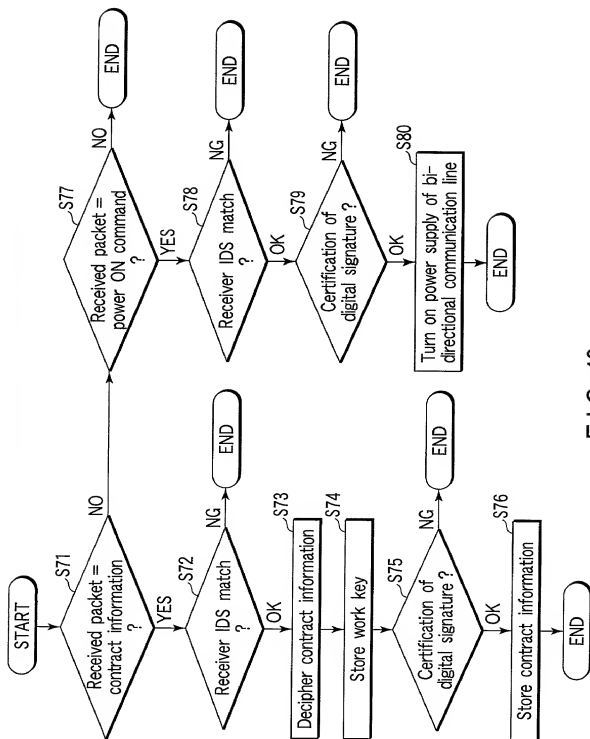 START
S71
Received packet =
contract information
?
NO
YES
S72
Receiver IDS match
?
NG
END
OK
S73
Decipher contract information
S74
Store work key
S75
Certification of
digital signature ?
NG
END
OK
S76
Store contract information
END
S77
Received packet =
power ON command
?
NO
END
YES
S78
Receiver IDS match
?
NG
END
OK
S79
Certification of
digital signature ?
NG
END
OK
S80
Turn on power supply of bi-
directional communication line
END